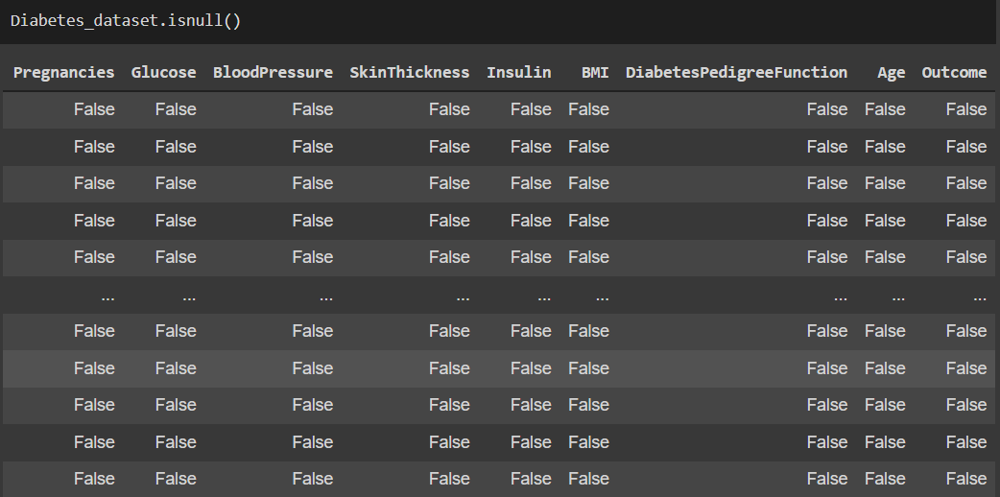 Diabetes_dataset.isnull()
Pregnancies Glucose BloodPressure SkinThickness Insulin BMI DiabetesPedigreeFunction Age Outcome
False False False False False False False False False
False False False False False False False False False
False False False False False False False False False
False False False False False False False False False
False False False False False False False False False
... ... ... ... ... ... ... ... ...
False False False False False False False False False
False False False False False False False False False
False False False False False False False False False
False False False False False False False False False
False False False False False False False False False